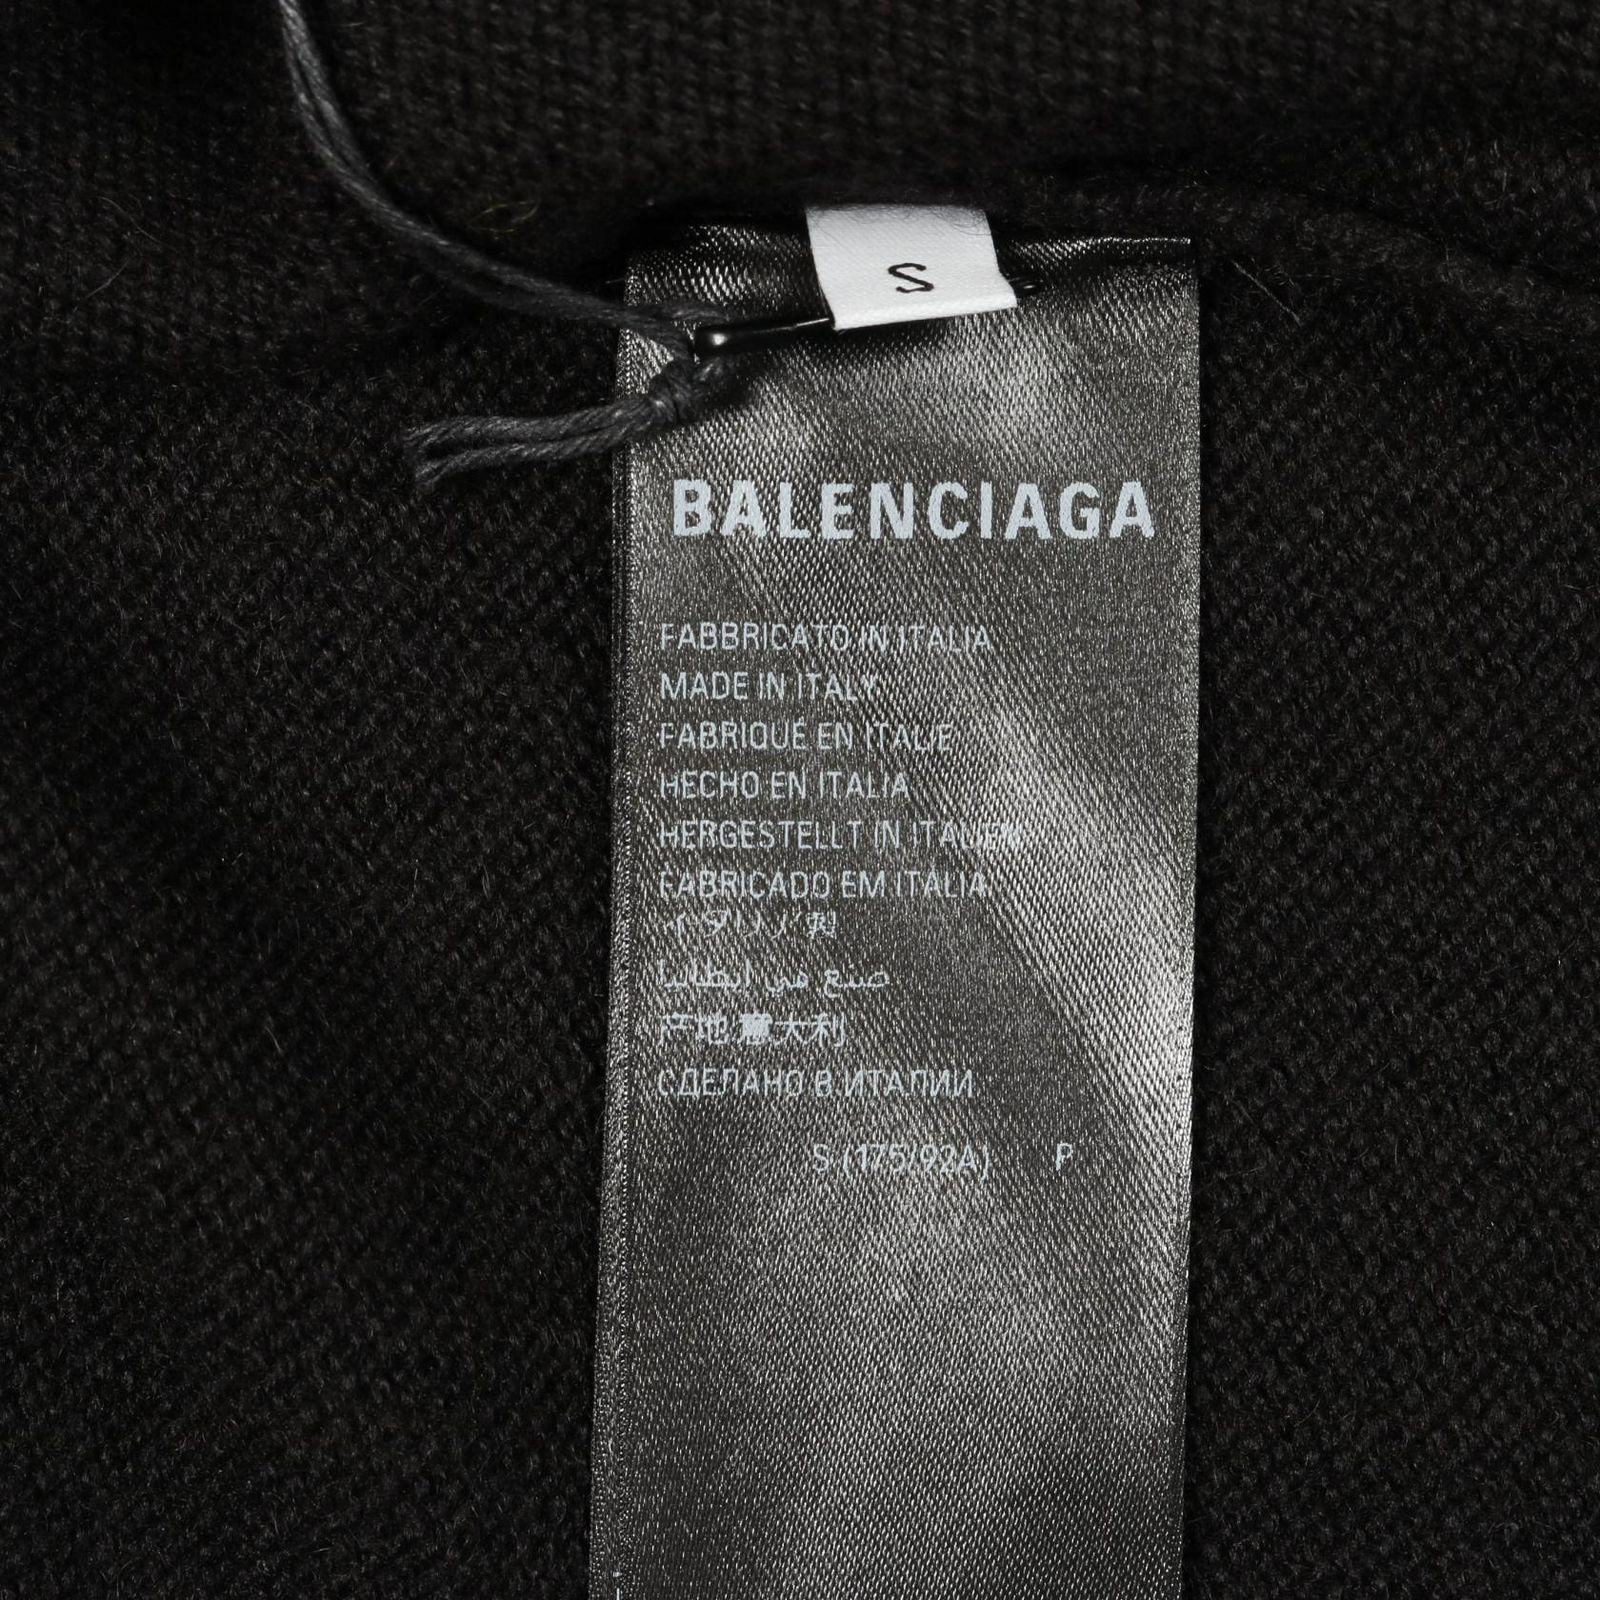 S
BALENCIAGA
FABBRICATO IN ITALIA
MADE IN ITALY
FABRIQUÉ EN ITALIE
HECHO EN ITALIA
HERGESTELLT IN ITALIEN
FABRICADO EM ITÁLIA
イタリア製
صنع في إيطاليا
产地意大利
СДЕЛАНО В ИТАЛИИ
S (175/92A) P